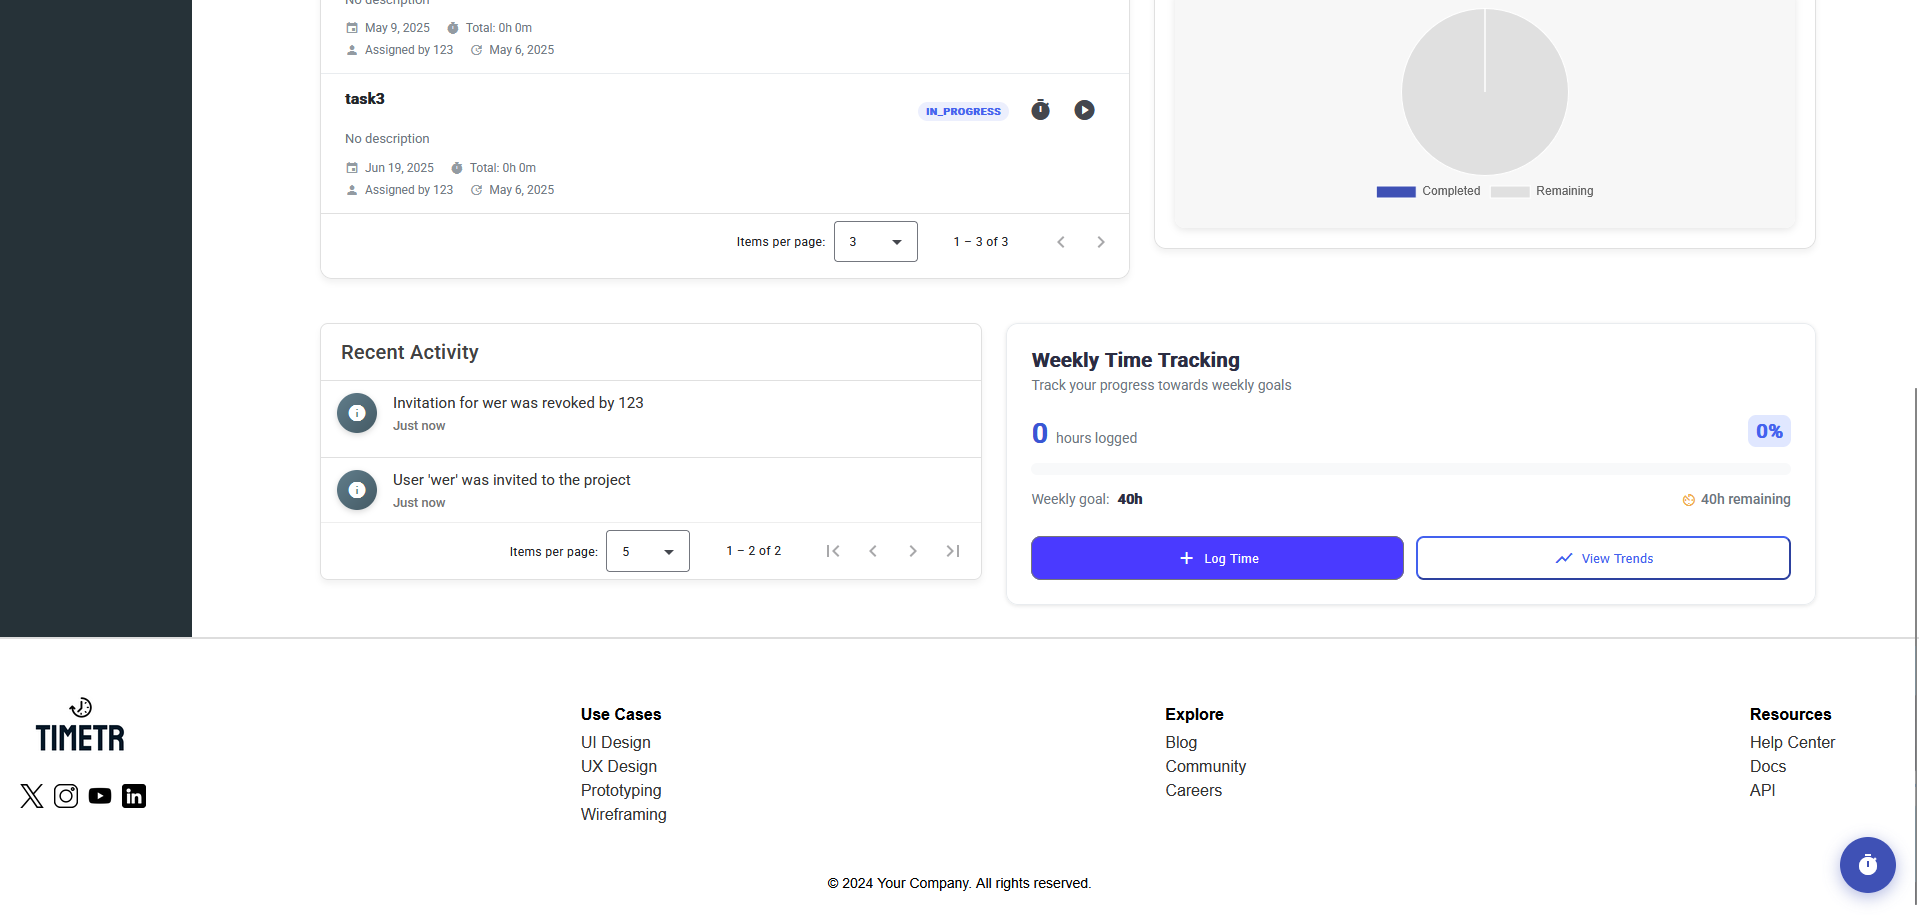 No description
May 9, 2025 Total: 0h 0m
Assigned by 123 May 6, 2025
task3
IN_PROGRESS
No description
Jun 19, 2025 Total: 0h 0m
Assigned by 123 May 6, 2025
Items per page: 3 1 – 3 of 3
Completed Remaining
Recent Activity
Invitation for wer was revoked by 123
Just now
User 'wer' was invited to the project
Just now
Items per page: 5 1 – 2 of 2
Weekly Time Tracking
Track your progress towards weekly goals
0 hours logged 0%
Weekly goal: 40h 40h remaining
Log Time View Trends
TIMETR
Use Cases
UI Design
UX Design
Prototyping
Wireframing
Explore
Blog
Community
Careers
Resources
Help Center
Docs
API
© 2024 Your Company. All rights reserved.